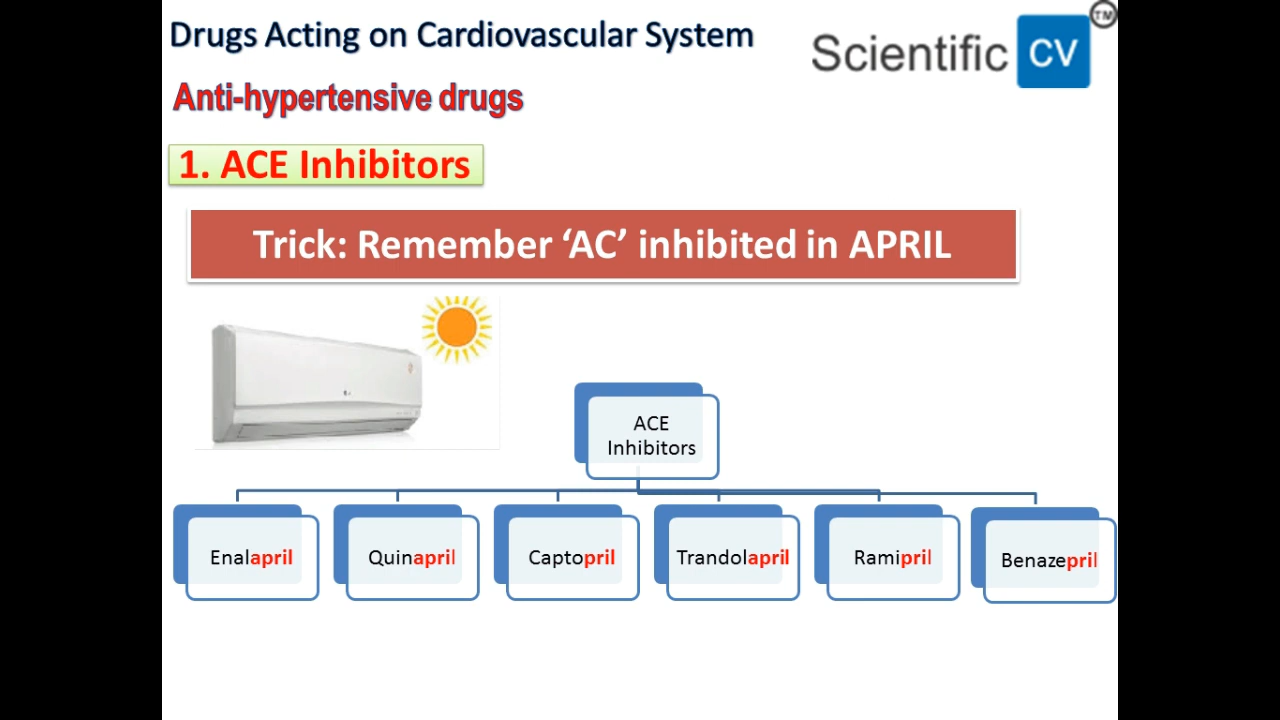 Drugs Acting on Cardiovascular System
Scientific CV TM
Anti-hypertensive drugs
1. ACE Inhibitors
Trick: Remember ‘AC’ inhibited in APRIL
ACE
Inhibitors
Enalapril
Quinapril
Captopril
Trandolapril
Ramipril
Benazepril